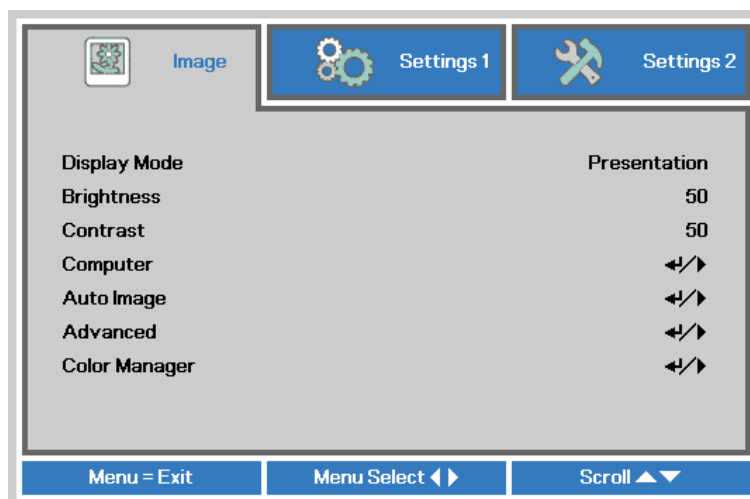 Image
Settings 1
Settings 2
Display Mode Presentation
Brightness 50
Contrast 50
Computer
Auto Image
Advanced
Color Manager
Menu = Exit
Menu Select
Scroll